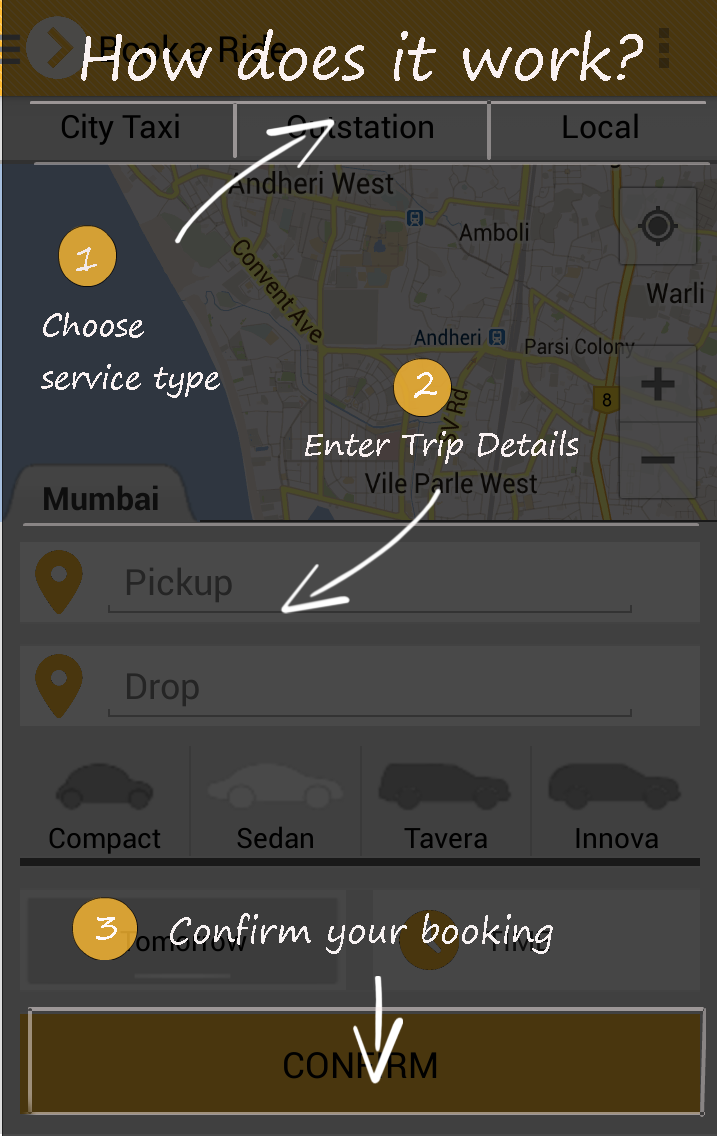 Book a Ride
How does it work?
City Taxi Outstation Local
Andheri West
Amboli
1
Convent Ave
Warli
Choose
service type
Andheri
Parsi Colony
2
8
SV Rd
Enter Trip Details
Vile Parle West
Mumbai
Pickup
Drop
Compact Sedan Tavera Innova
3 Confirm your booking
Tomorrow
CONFIRM